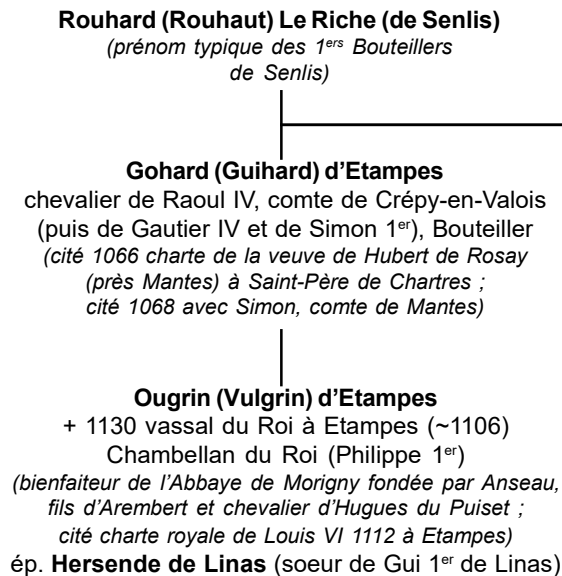 Rouhard (Rouhaut) Le Riche (de Senlis)
(prénom typique des 1ers Bouteillers
de Senlis)
Gohard (Guihard) d’Etampes
chevalier de Raoul IV, comte de Crépy-en-Valois
(puis de Gautier IV et de Simon 1er), Bouteiller
(cité 1066 charte de la veuve de Hubert de Rosay
(près Mantes) à Saint-Père de Chartres ;
cité 1068 avec Simon, comte de Mantes)
Ougrin (Vulgrin) d’Etampes
+ 1130 vassal du Roi à Etampes (~1106)
Chambellan du Roi (Philippe 1er)
(bienfaiteur de l’Abbaye de Morigny fondée par Anseau,
fils d’Arembert et chevalier d’Hugues du Puiset ;
cité charte royale de Louis VI 1112 à Etampes)
ép. Hersende de Linas (soeur de Gui 1er de Linas)